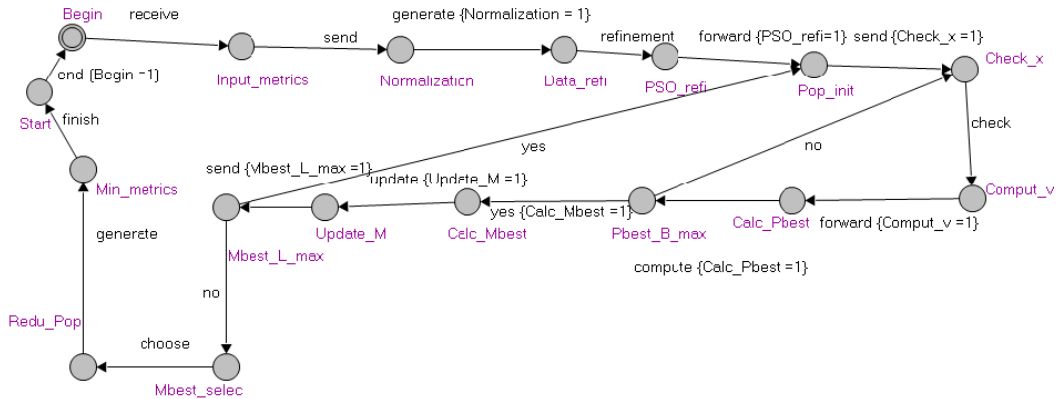 Begin
receive
generate {Normalization = 1}
send
refinement
forward {PSO_refi=1}
send {Check_x =1}
Input_metrics
Normalization
Data_refi
PSO_refi
Pop_init
Check_x
end {Begin =1}
Start
finish
check
yes
no
Min_metrics
send {Mbest_L_max =1}
update {Update_M =1}
Comput_v
generate
yes {Calc_Mbest =1}
Calc_Pbest
forward {Comput_v =1}
Update_M
Calc_Mbest
Pbest_B_max
Mbest_L_max
compute {Calc_Pbest =1}
no
Redu_Pop
choose
Mbest_selec